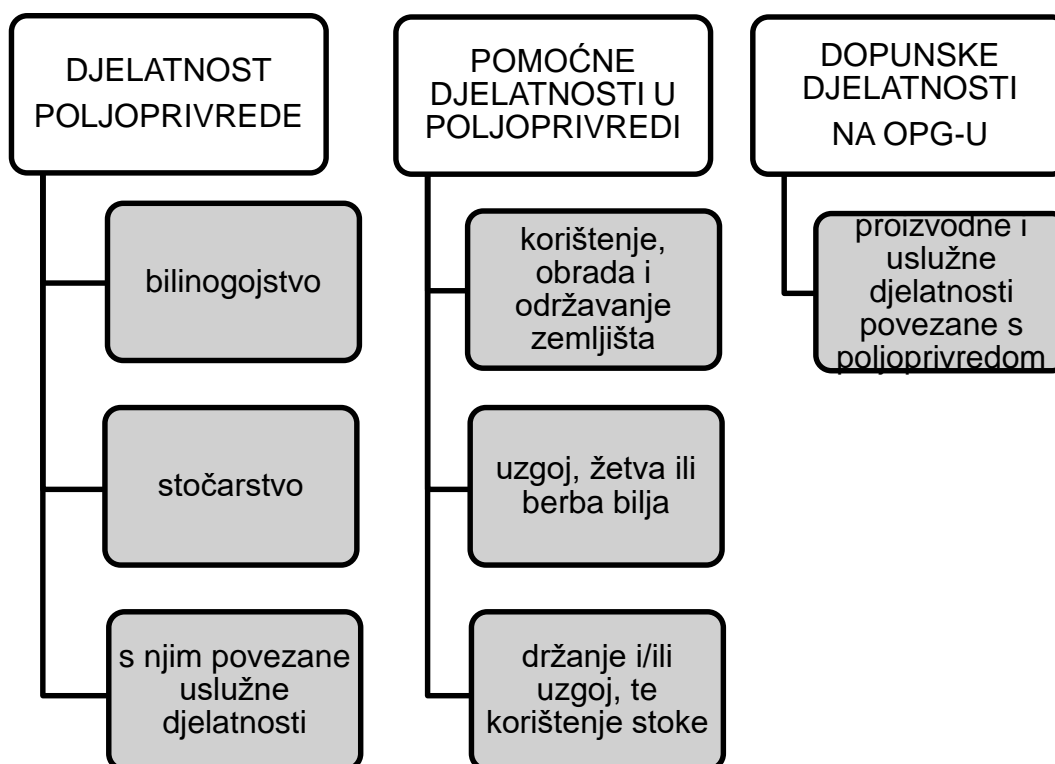 DJELATNOST
POLJOPRIVREDE
bilinogojstvo
stočarstvo
s njim povezane
uslužne
djelatnosti
POMOĆNE
DJELATNOSTI U
POLJOPRIVREDI
korištenje,
obrada i
održavanje
zemljišta
uzgoj, žetva ili
berba bilja
držanje i/ili
uzgoj, te
korištenje stoke
DOPUNSKE
DJELATNOSTI
NA OPG-U
proizvodne i
uslužne
djelatnosti
povezane s
poljoprivredom